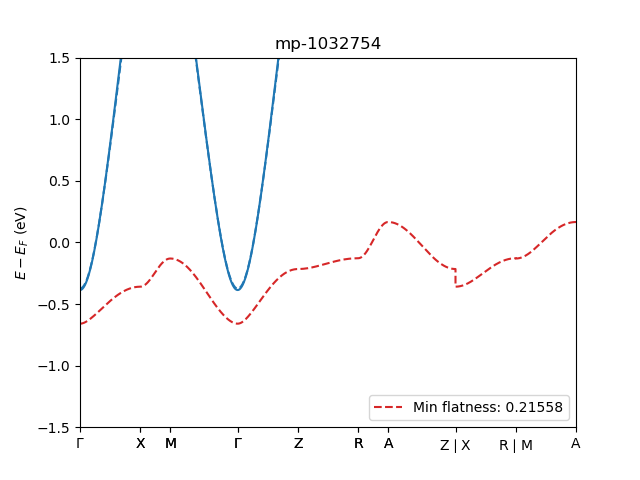 mp-1032754
1.5
1.0
0.5
0.0
−0.5
−1.0
−1.5
E − E_F (eV)
Min flatness: 0.21558
Γ X M Γ Z R A Z | X R | M A